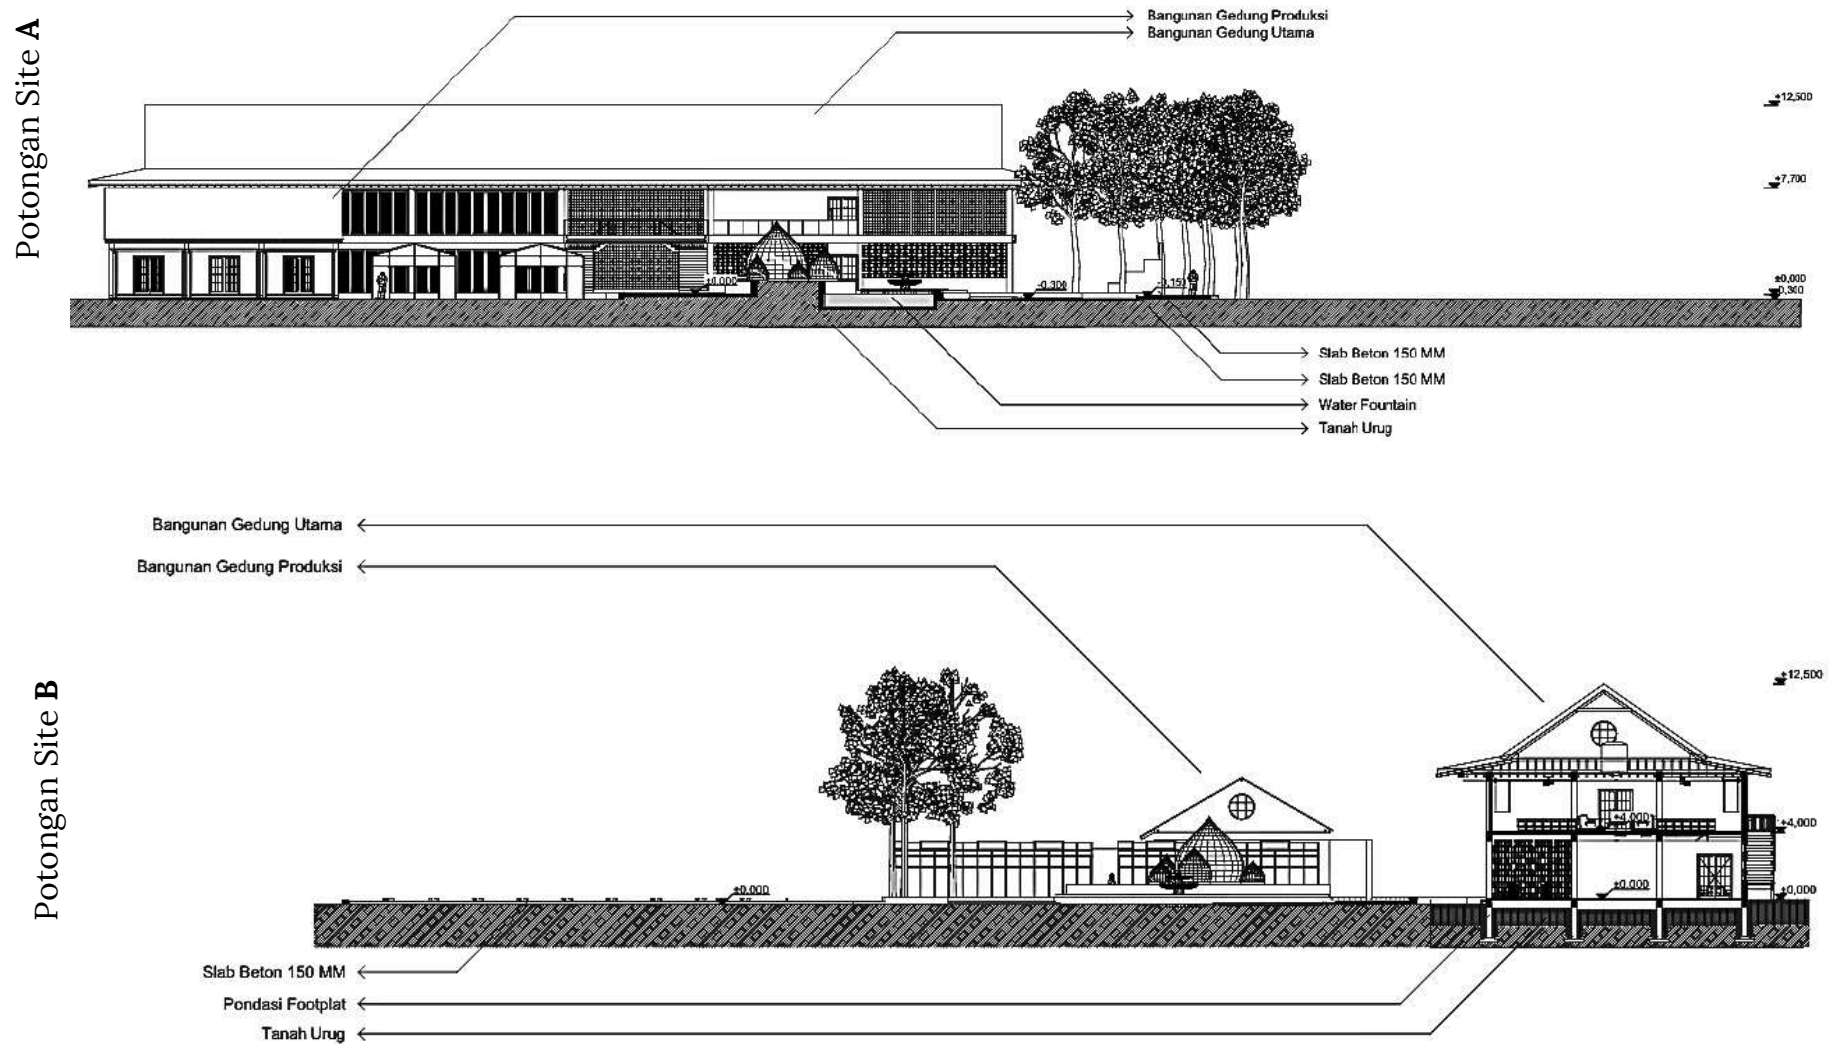 Potongan Site A
Bangunan Gedung Produksi
Bangunan Gedung Utama
+12,500
+7,700
±0,000
-0,300
±0.000
-0,300
-0,150
Slab Beton 150 MM
Slab Beton 150 MM
Water Fountain
Tanah Urug
Potongan Site B
Bangunan Gedung Utama
Bangunan Gedung Produksi
+12,500
+4,000
+4,000
±0,000
±0,000
±0,000
Slab Beton 150 MM
Pondasi Footplat
Tanah Urug